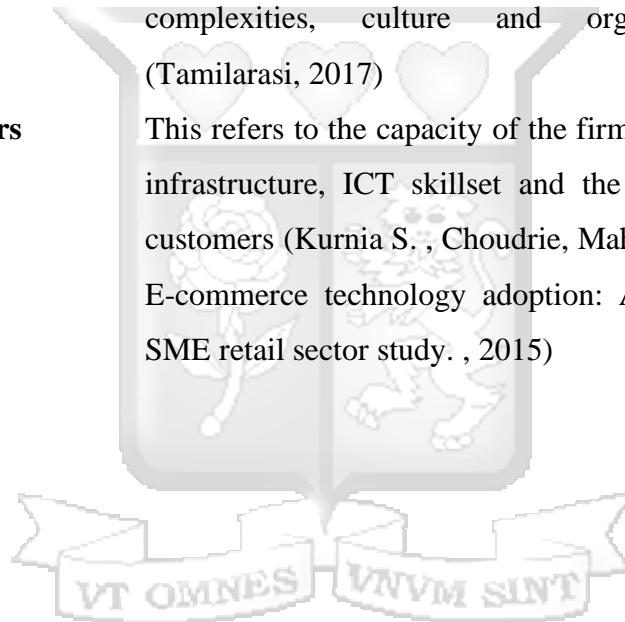 complexities, culture and org
(Tamilarasi, 2017)
rs This refers to the capacity of the firm
infrastructure, ICT skillset and the
customers (Kurnia S. , Choudrie, Mah
E-commerce technology adoption: A
SME retail sector study. , 2015)
VT OMNES VNVM SINT